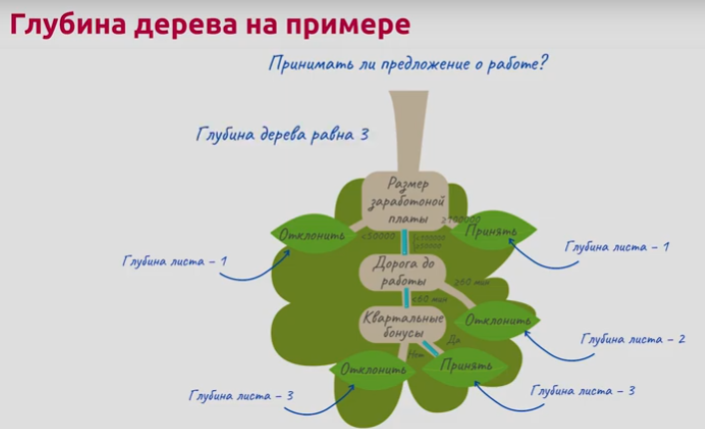 Глубина дерева на примере
Принимать ли предложение о работе?
Глубина дерева равна 3
Размер
заработоной
платы
≥100000
Отклонить
<50000
Принять
Глубина листа – 1
Глубина листа – 1
Дорога до
работы
≥60 мин
<60 мин
Квартальные
бонусы
Отклонить
Да
Нет
Глубина листа – 2
Отклонить
Принять
Глубина листа – 3
Глубина листа – 3